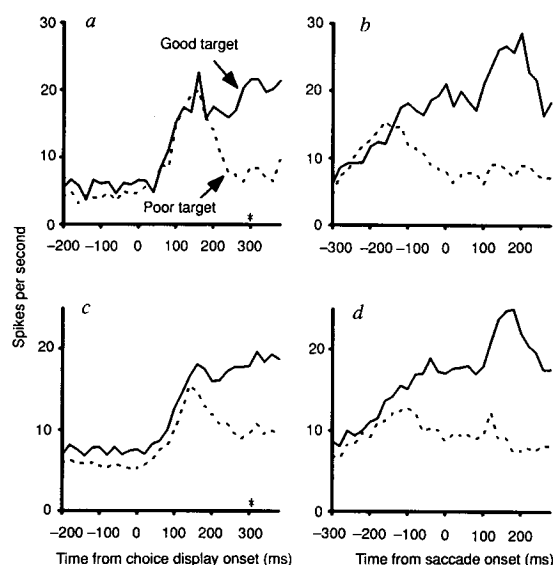 a
b
30
20
10
0
Good target
Poor target
*
-200 -100 0 100 200 300
30
20
10
0
-300 -200 -100 0 100 200
Spikes per second
c
d
20
10
0
*
-200 -100 0 100 200 300
Time from choice display onset (ms)
20
10
0
-300 -200 -100 0 100 200
Time from saccade onset (ms)